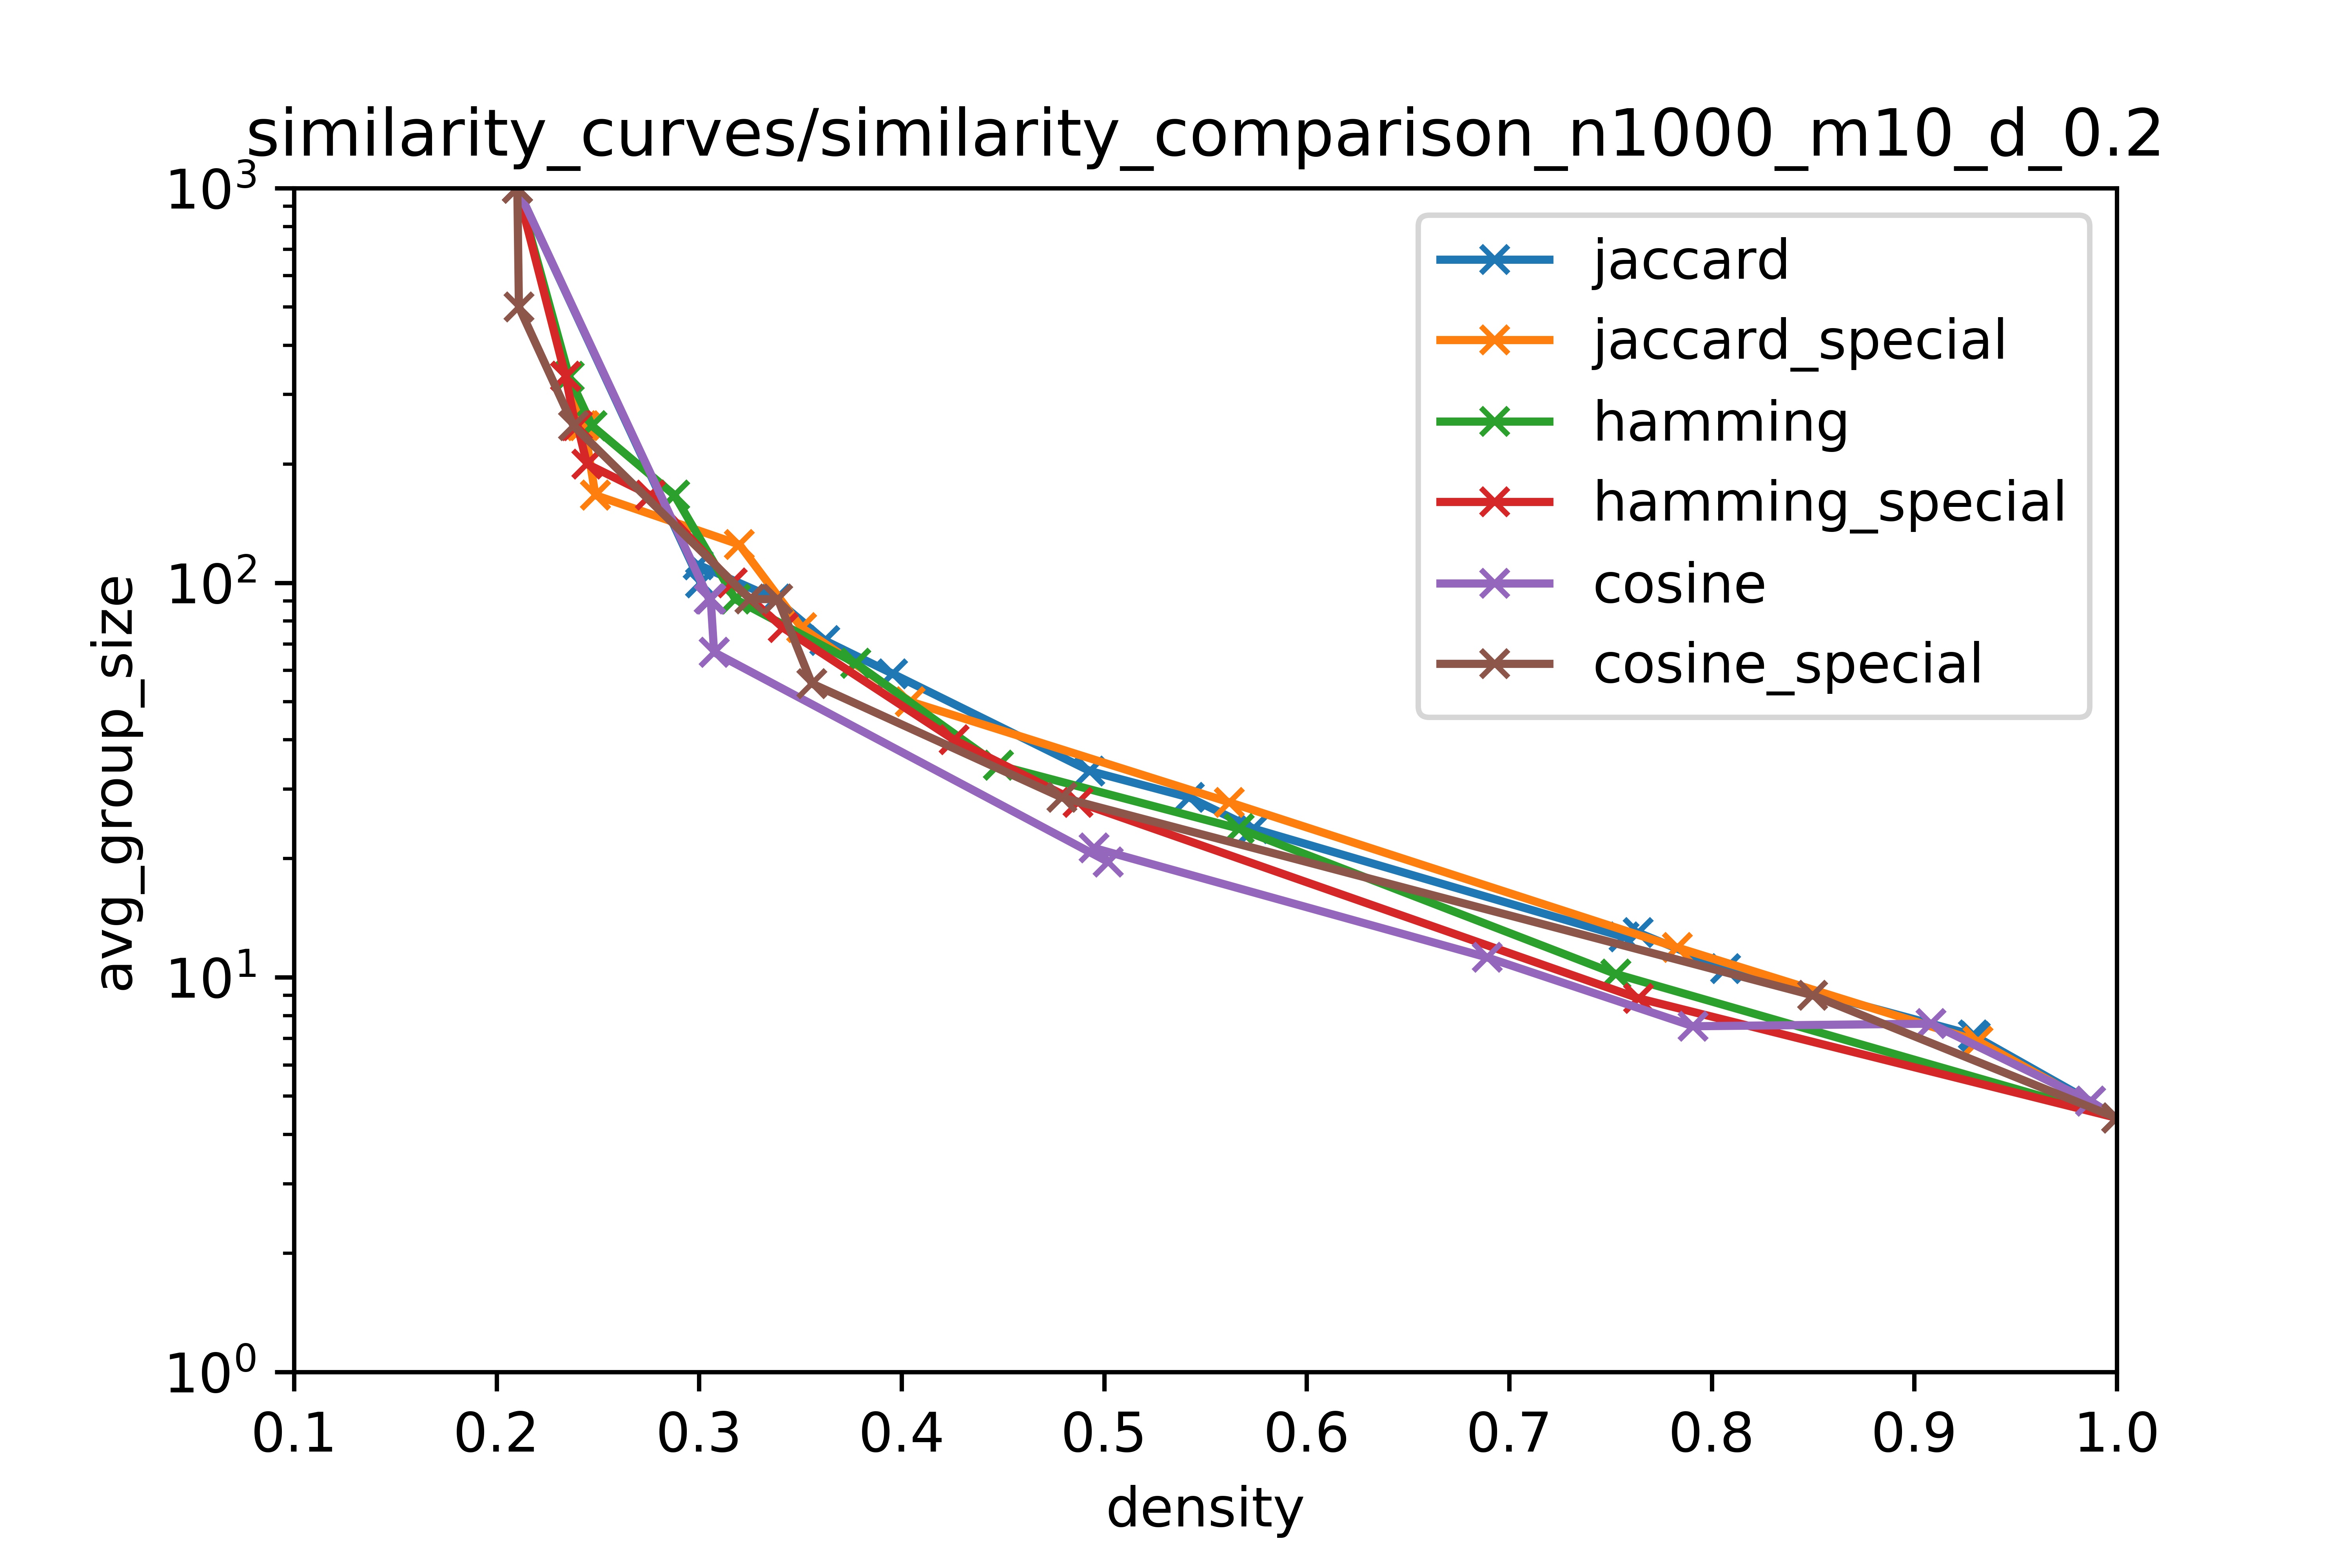 similarity_curves/similarity_comparison_n1000_m10_d_0.2
10³
10²
10¹
10⁰
avg_group_size
jaccard
jaccard_special
hamming
hamming_special
cosine
cosine_special
0.1 0.2 0.3 0.4 0.5 0.6 0.7 0.8 0.9 1.0
density